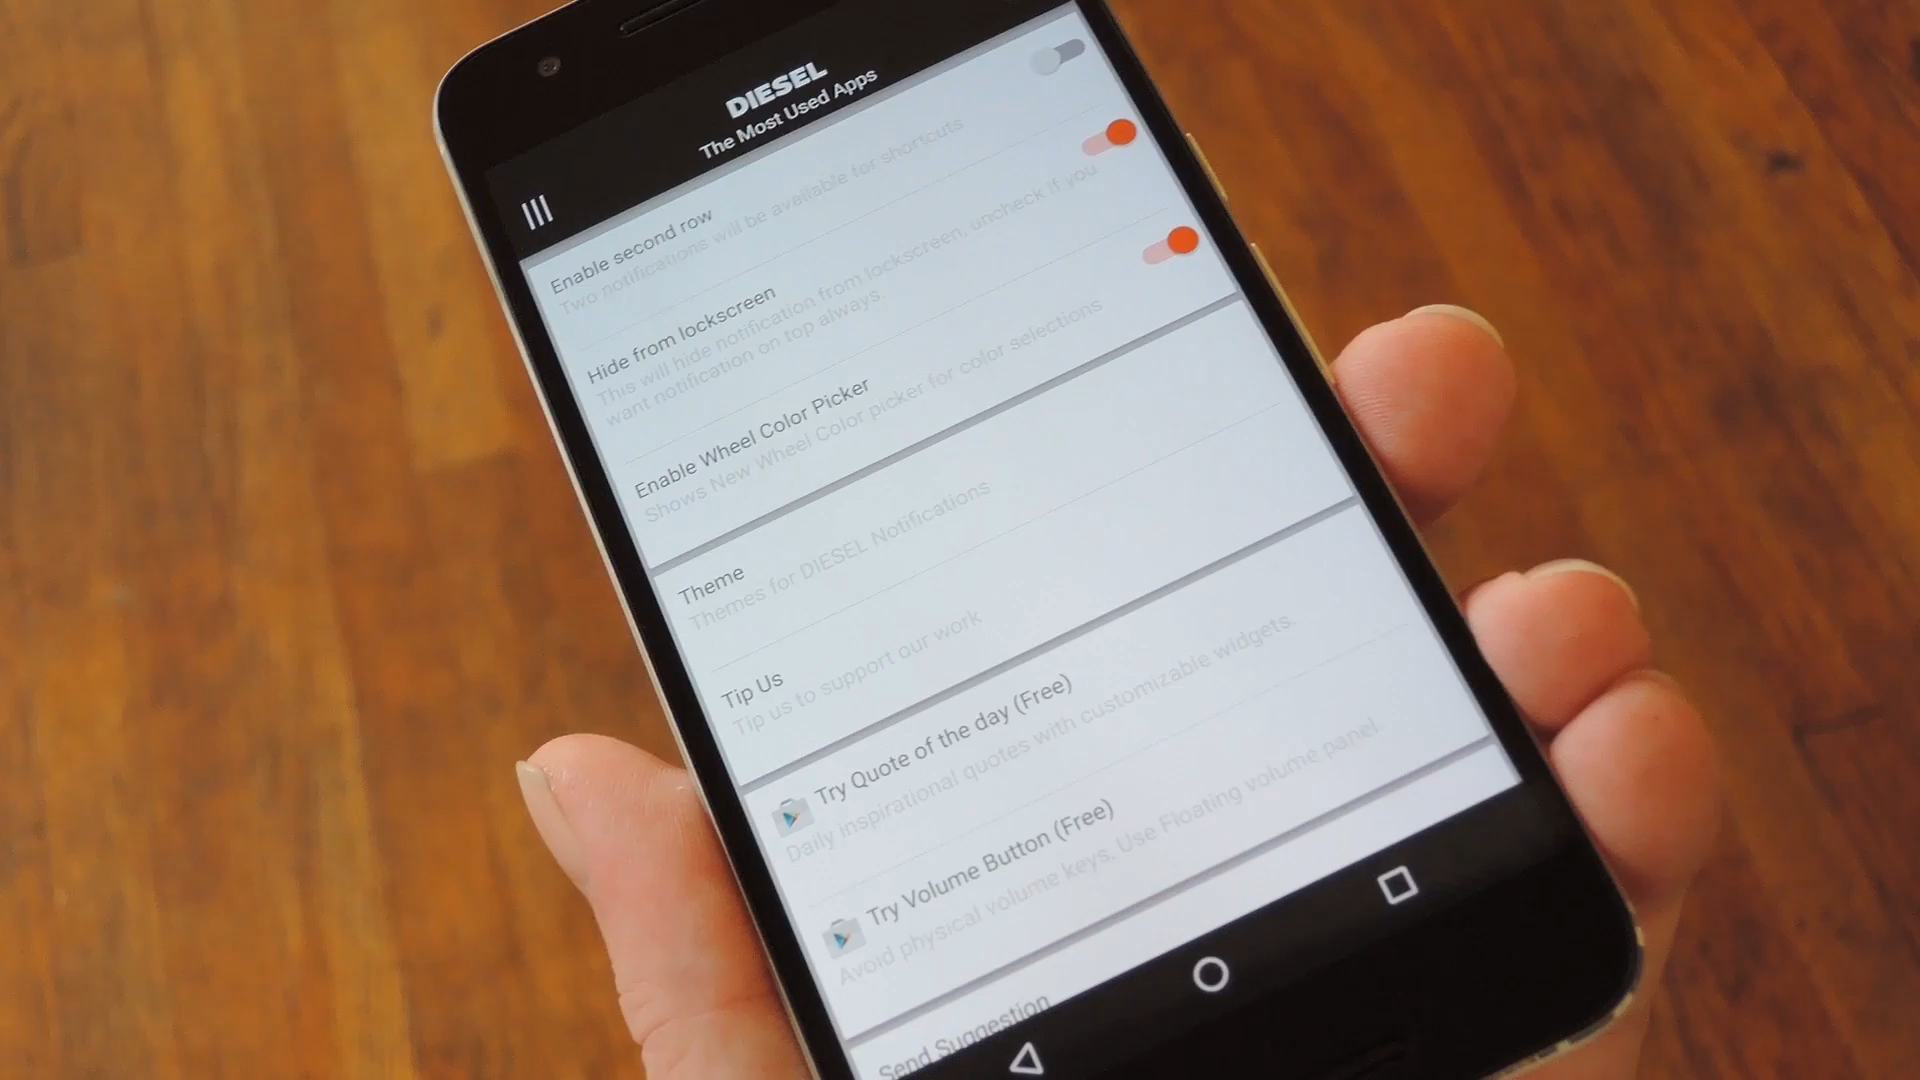 DIESEL
The Most Used Apps
Enable second row
Two notifications will be available for shortcuts
Hide from lockscreen
This will hide notification from lockscreen, uncheck if you
want notification on top always.
Enable Wheel Color Picker
Shows New Wheel Color picker for color selections
Theme
Themes for DIESEL Notifications
Tip Us
Tip us to support our work
Try Quote of the day (Free)
Daily inspirational quotes with customizable widgets.
Try Volume Button (Free)
Avoid physical volume keys. Use Floating volume panel.
Send Suggestion